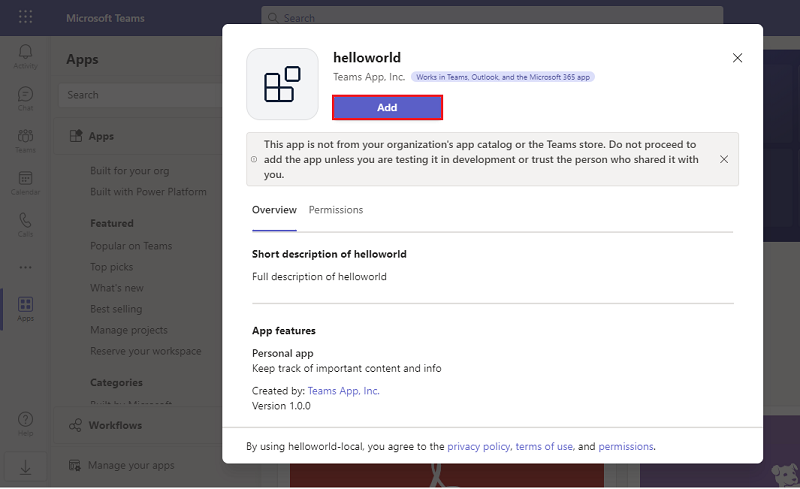 Microsoft Teams
Search
Activity
Chat
Teams
Calendar
Calls
Apps
Help
Apps
Search
Apps
Built for your org
Built with Power Platform
Featured
Popular on Teams
Top picks
What's new
Best selling
Manage projects
Reserve your workspace
Categories
Built by Microsoft
Workflows
Manage your apps
helloworld
Teams App, Inc. Works in Teams, Outlook, and the Microsoft 365 app
Add
This app is not from your organization's app catalog or the Teams store. Do not proceed to
add the app unless you are testing it in development or trust the person who shared it with
you.
Overview Permissions
Short description of helloworld
Full description of helloworld
App features
Personal app
Keep track of important content and info
Created by: Teams App, Inc.
Version 1.0.0
By using helloworld-local, you agree to the privacy policy, terms of use, and permissions.